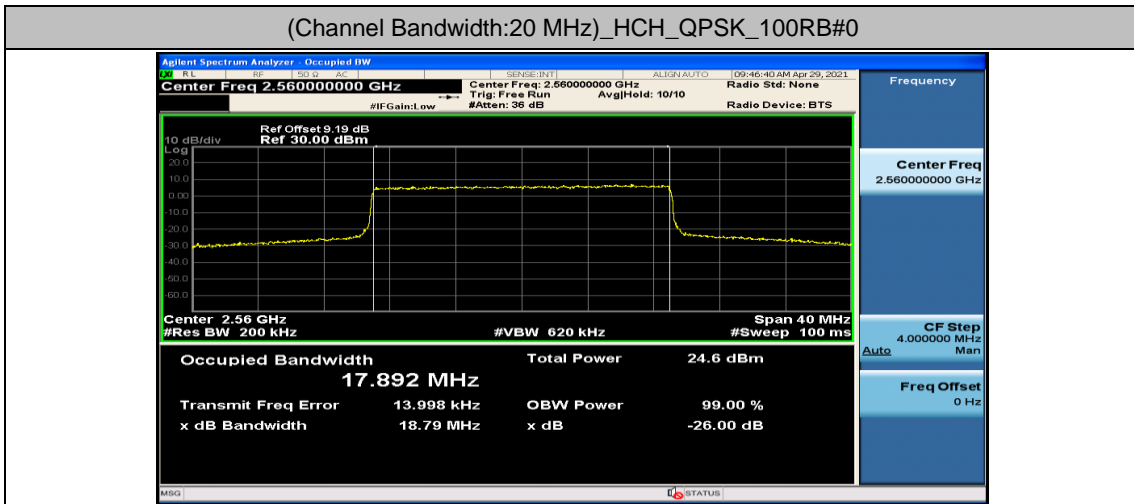 (Channel Bandwidth:20 MHz)_HCH_QPSK_100RB#0
Agilent Spectrum Analyzer - Occupied BW
LXI RL RF 50 Ω AC SENSE:INT ALIGN AUTO 09:46:40 AM Apr 29, 2021
Center Freq 2.560000000 GHz
Center Freq: 2.560000000 GHz
Radio Std: None
Trig: Free Run Avg|Hold: 10/10
#IFGain:Low #Atten: 36 dB Radio Device: BTS
Ref Offset 9.19 dB
10 dB/div Ref 30.00 dBm
Log
20.0
10.0
0.00
-10.0
-20.0
-30.0
-40.0
-50.0
-60.0
Center 2.56 GHz Span 40 MHz
#Res BW 200 kHz #VBW 620 kHz #Sweep 100 ms
Occupied Bandwidth Total Power 24.6 dBm
17.892 MHz
Transmit Freq Error 13.998 kHz OBW Power 99.00 %
x dB Bandwidth 18.79 MHz x dB -26.00 dB
MSG STATUS
Frequency
Center Freq
2.560000000 GHz
CF Step
4.000000 MHz
Auto Man
Freq Offset
0 Hz